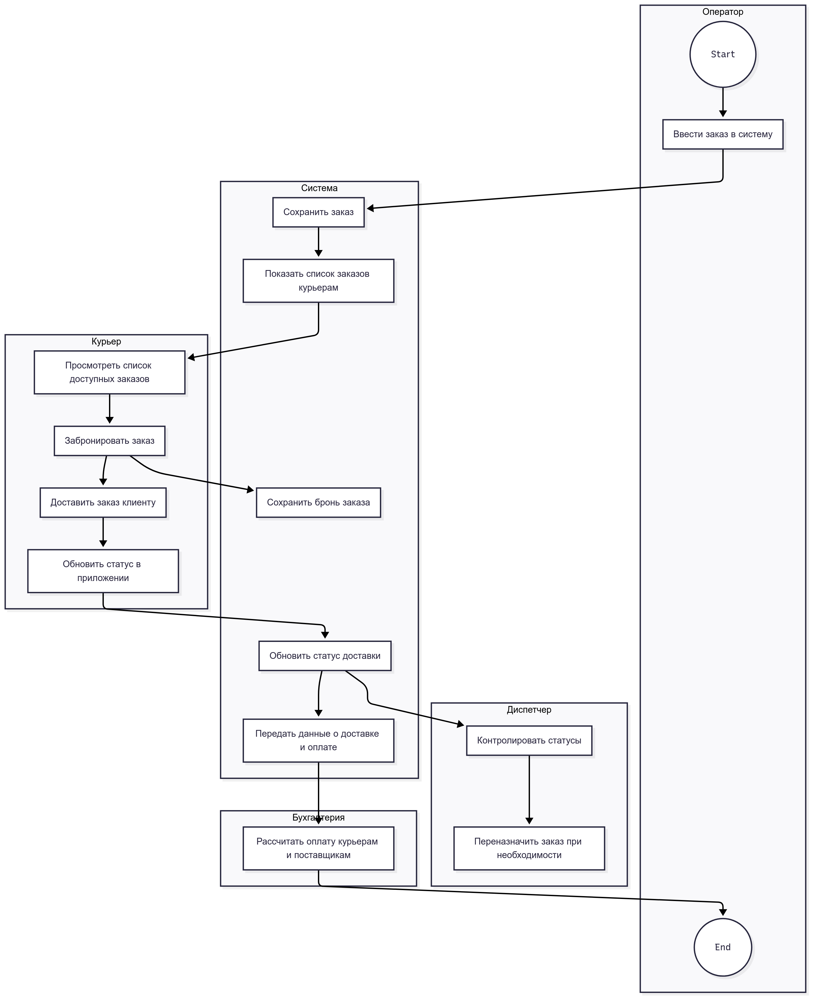 Оператор
Start
Ввести заказ в систему
Система
Сохранить заказ
Показать список заказов
курьерам
Курьер
Просмотреть список
доступных заказов
Забронировать заказ
Доставить заказ клиенту
Сохранить бронь заказа
Обновить статус в
приложении
Обновить статус доставки
Передать данные о доставке
и оплате
Диспетчер
Контролировать статусы
Бухгалтерия
Рассчитать оплату курьерам
и поставщикам
Переназначить заказ при
необходимости
End